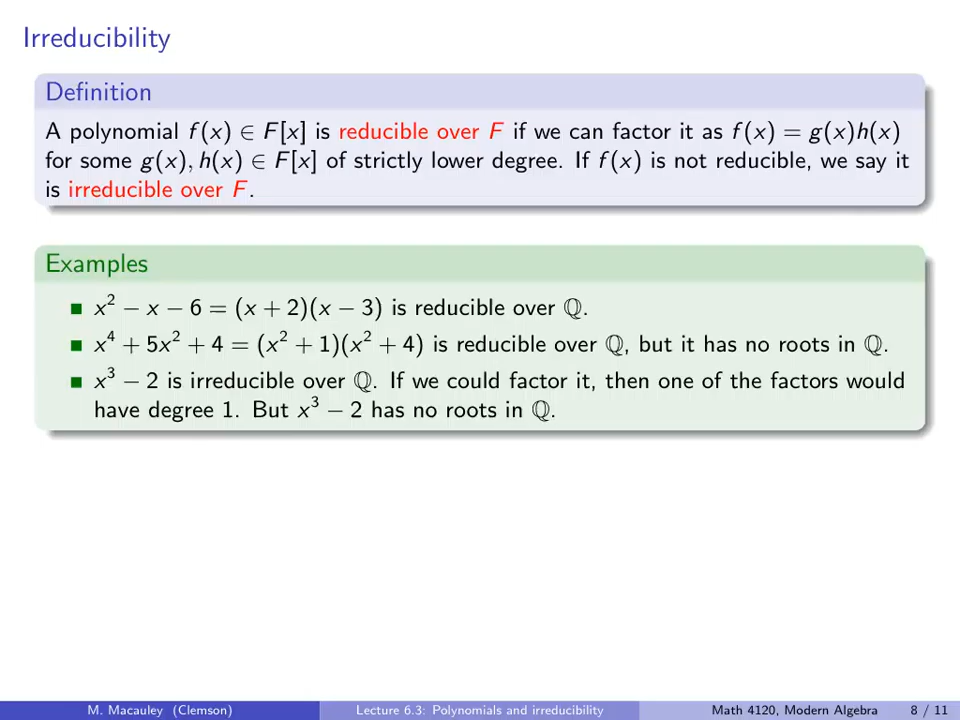 Irreducibility
Definition
A polynomial f(x) ∈ F[x] is reducible over F if we can factor it as f(x) = g(x)h(x)
for some g(x), h(x) ∈ F[x] of strictly lower degree. If f(x) is not reducible, we say it
is irreducible over F.
Examples
■ x² − x − 6 = (x + 2)(x − 3) is reducible over ℚ.
■ x⁴ + 5x² + 4 = (x² + 1)(x² + 4) is reducible over ℚ, but it has no roots in ℚ.
■ x³ − 2 is irreducible over ℚ. If we could factor it, then one of the factors would
have degree 1. But x³ − 2 has no roots in ℚ.
M. Macauley (Clemson) Lecture 6.3: Polynomials and irreducibility Math 4120, Modern Algebra 8 / 11